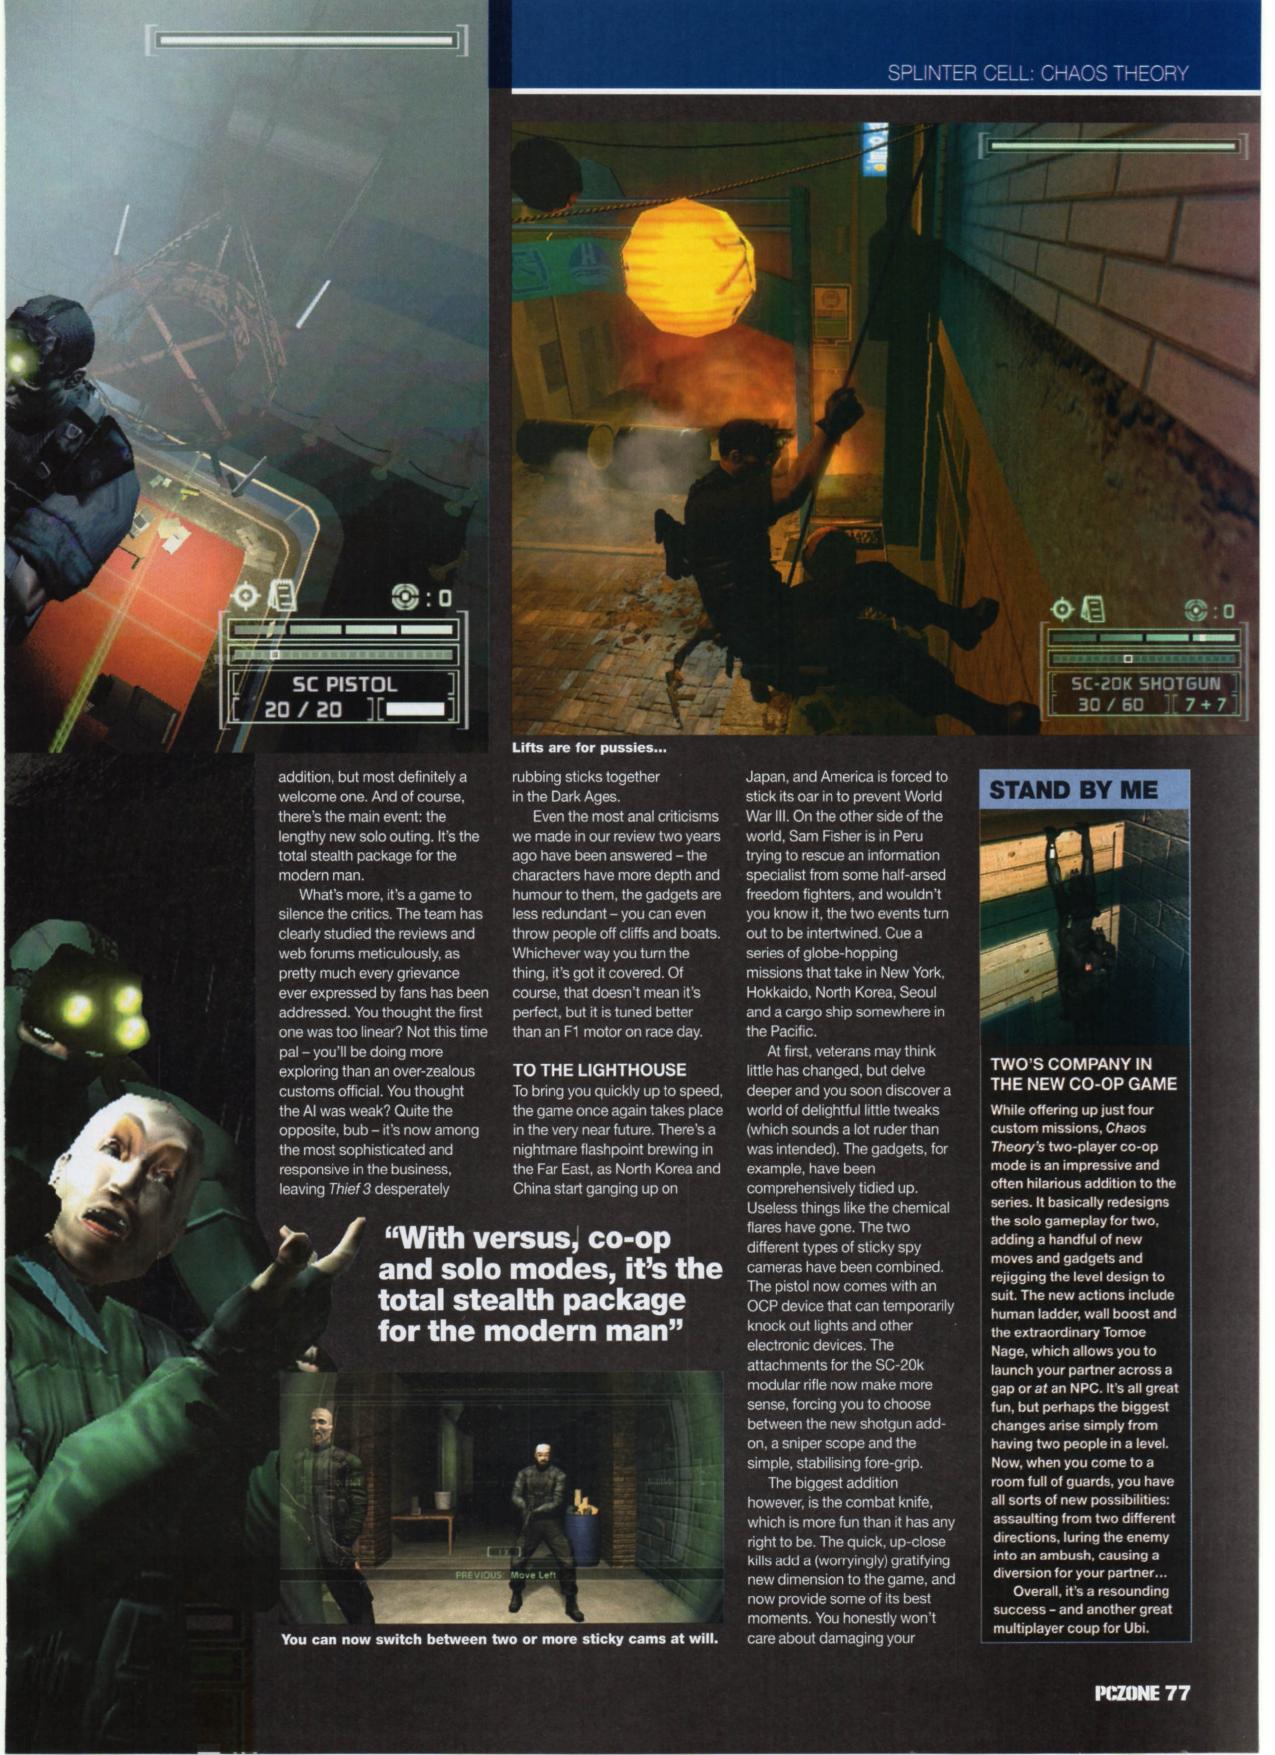 SPLINTER CELL: CHAOS THEORY
: 0
SC PISTOL
20 / 20
: 0
SC-20K SHOTGUN
30 / 60
7 + 7
Lifts are for pussies...
addition, but most definitely a
welcome one. And of course,
there's the main event: the
lengthy new solo outing. It's the
total stealth package for the
modern man.
What's more, it's a game to
silence the critics. The team has
clearly studied the reviews and
web forums meticulously, as
pretty much every grievance
ever expressed by fans has been
addressed. You thought the first
one was too linear? Not this time
pal – you'll be doing more
exploring than an over-zealous
customs official. You thought
the AI was weak? Quite the
opposite, bub – it's now among
the most sophisticated and
responsive in the business,
leaving Thief 3 desperately
rubbing sticks together
in the Dark Ages.
Even the most anal criticisms
we made in our review two years
ago have been answered – the
characters have more depth and
humour to them, the gadgets are
less redundant – you can even
throw people off cliffs and boats.
Whichever way you turn the
thing, it's got it covered. Of
course, that doesn't mean it's
perfect, but it is tuned better
than an F1 motor on race day.
TO THE LIGHTHOUSE
To bring you quickly up to speed,
the game once again takes place
in the very near future. There's a
nightmare flashpoint brewing in
the Far East, as North Korea and
China start ganging up on
"With versus, co-op
and solo modes, it's the
total stealth package
for the modern man"
PREVIOUS: Move Left
You can now switch between two or more sticky cams at will.
Japan, and America is forced to
stick its oar in to prevent World
War III. On the other side of the
world, Sam Fisher is in Peru
trying to rescue an information
specialist from some half-arsed
freedom fighters, and wouldn't
you know it, the two events turn
out to be intertwined. Cue a
series of globe-hopping
missions that take in New York,
Hokkaido, North Korea, Seoul
and a cargo ship somewhere in
the Pacific.
At first, veterans may think
little has changed, but delve
deeper and you soon discover a
world of delightful little tweaks
(which sounds a lot ruder than
was intended). The gadgets, for
example, have been
comprehensively tidied up.
Useless things like the chemical
flares have gone. The two
different types of sticky spy
cameras have been combined.
The pistol now comes with an
OCP device that can temporarily
knock out lights and other
electronic devices. The
attachments for the SC-20k
modular rifle now make more
sense, forcing you to choose
between the new shotgun add-
on, a sniper scope and the
simple, stabilising fore-grip.
The biggest addition
however, is the combat knife,
which is more fun than it has any
right to be. The quick, up-close
kills add a (worryingly) gratifying
new dimension to the game, and
now provide some of its best
moments. You honestly won't
care about damaging your
STAND BY ME
TWO'S COMPANY IN
THE NEW CO-OP GAME
While offering up just four
custom missions, Chaos
Theory's two-player co-op
mode is an impressive and
often hilarious addition to the
series. It basically redesigns
the solo gameplay for two,
adding a handful of new
moves and gadgets and
rejigging the level design to
suit. The new actions include
human ladder, wall boost and
the extraordinary Tomoe
Nage, which allows you to
launch your partner across a
gap or at an NPC. It's all great
fun, but perhaps the biggest
changes arise simply from
having two people in a level.
Now, when you come to a
room full of guards, you have
all sorts of new possibilities:
assaulting from two different
directions, luring the enemy
into an ambush, causing a
diversion for your partner...
Overall, it's a resounding
success – and another great
multiplayer coup for Ubi.
PCZONE 77